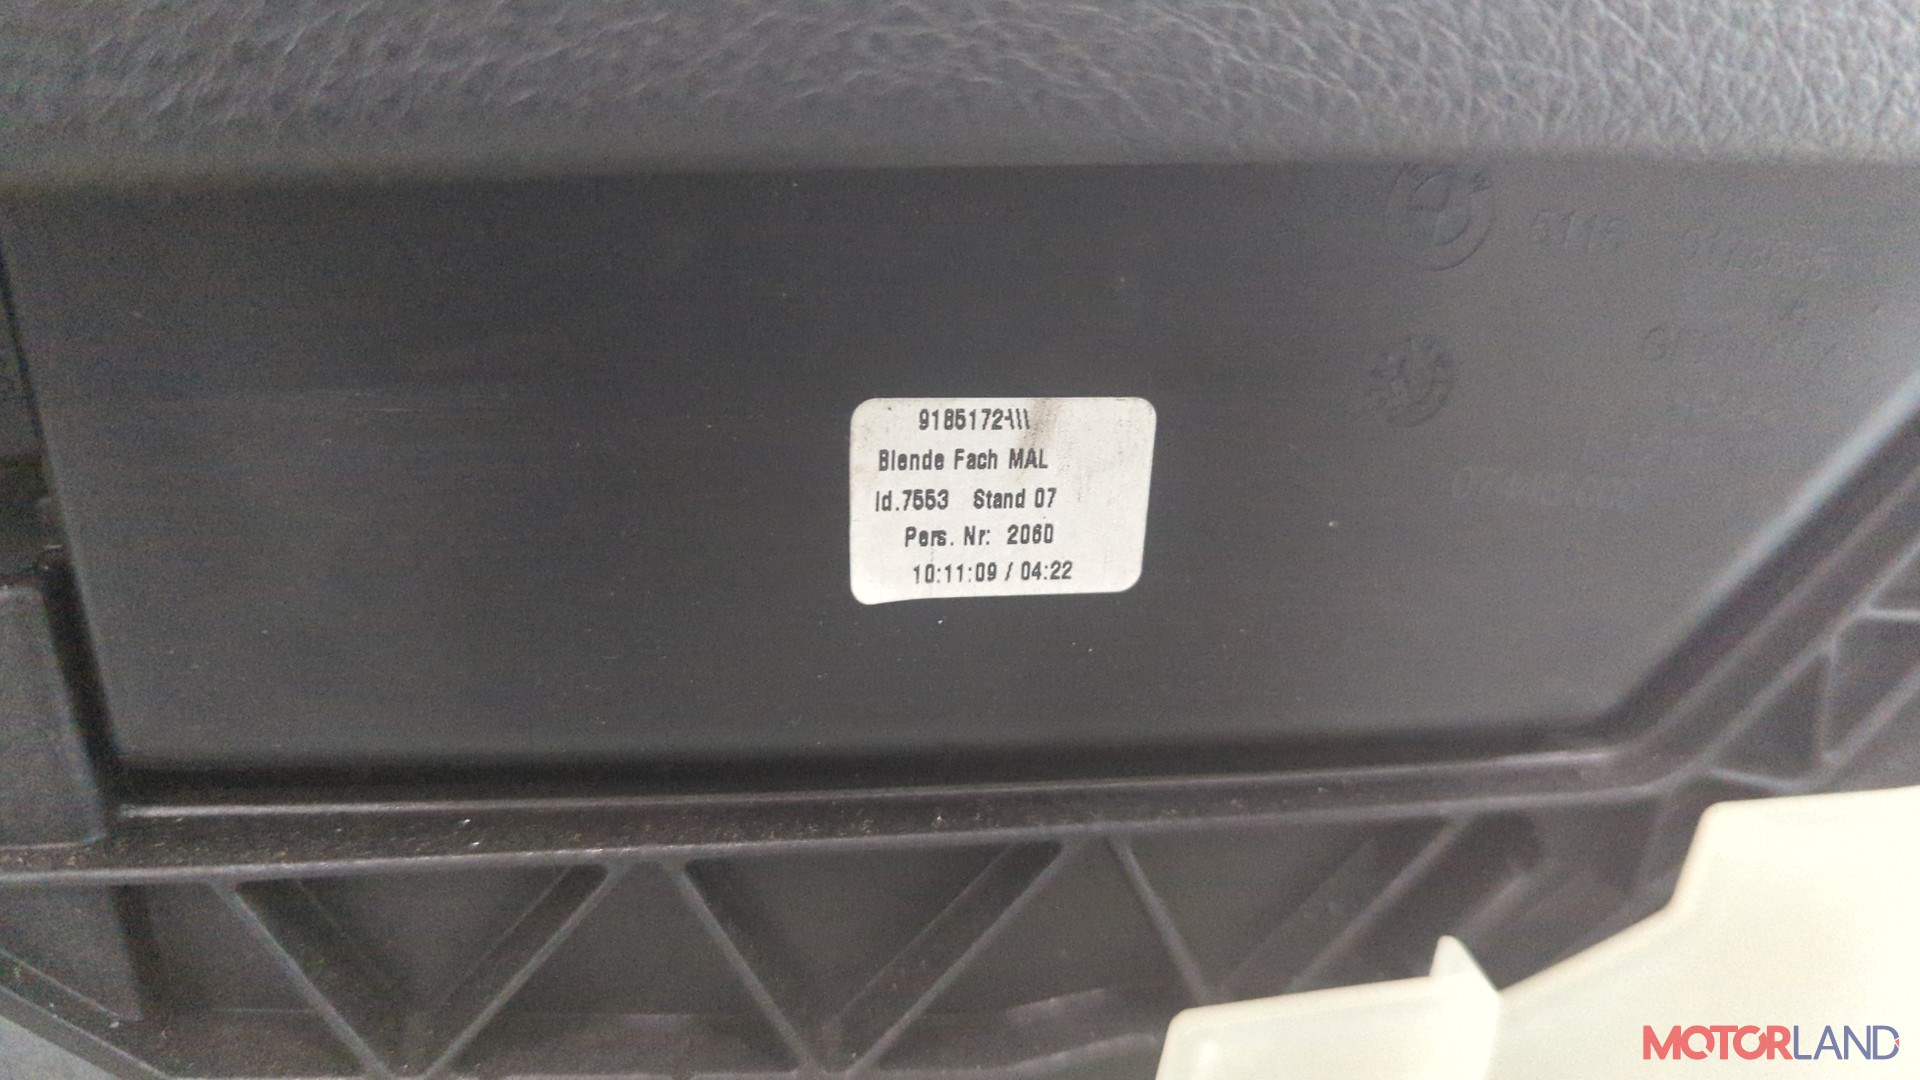 9185172-\\\
Blende Fach MAL
Id.7553 Stand 07
Pers. Nr: 2060
10:11:09 / 04:22
MOTORLAND